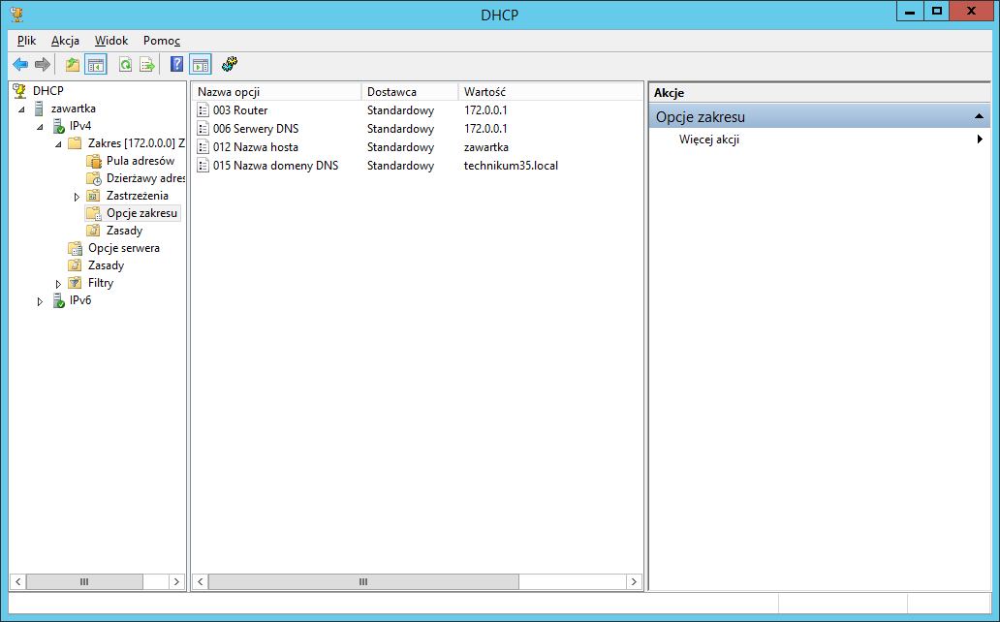 DHCP
Plik Akcja Widok Pomoc
DHCP
zawartka
IPv4
Zakres [172.0.0.0] Z
Pula adresów
Dzierżawy adres
Zastrzeżenia
Opcje zakresu
Zasady
Opcje serwera
Zasady
Filtry
IPv6
Nazwa opcji Dostawca Wartość
003 Router Standardowy 172.0.0.1
006 Serwery DNS Standardowy 172.0.0.1
012 Nazwa hosta Standardowy zawartka
015 Nazwa domeny DNS Standardowy technikum35.local
Akcje
Opcje zakresu
Więcej akcji